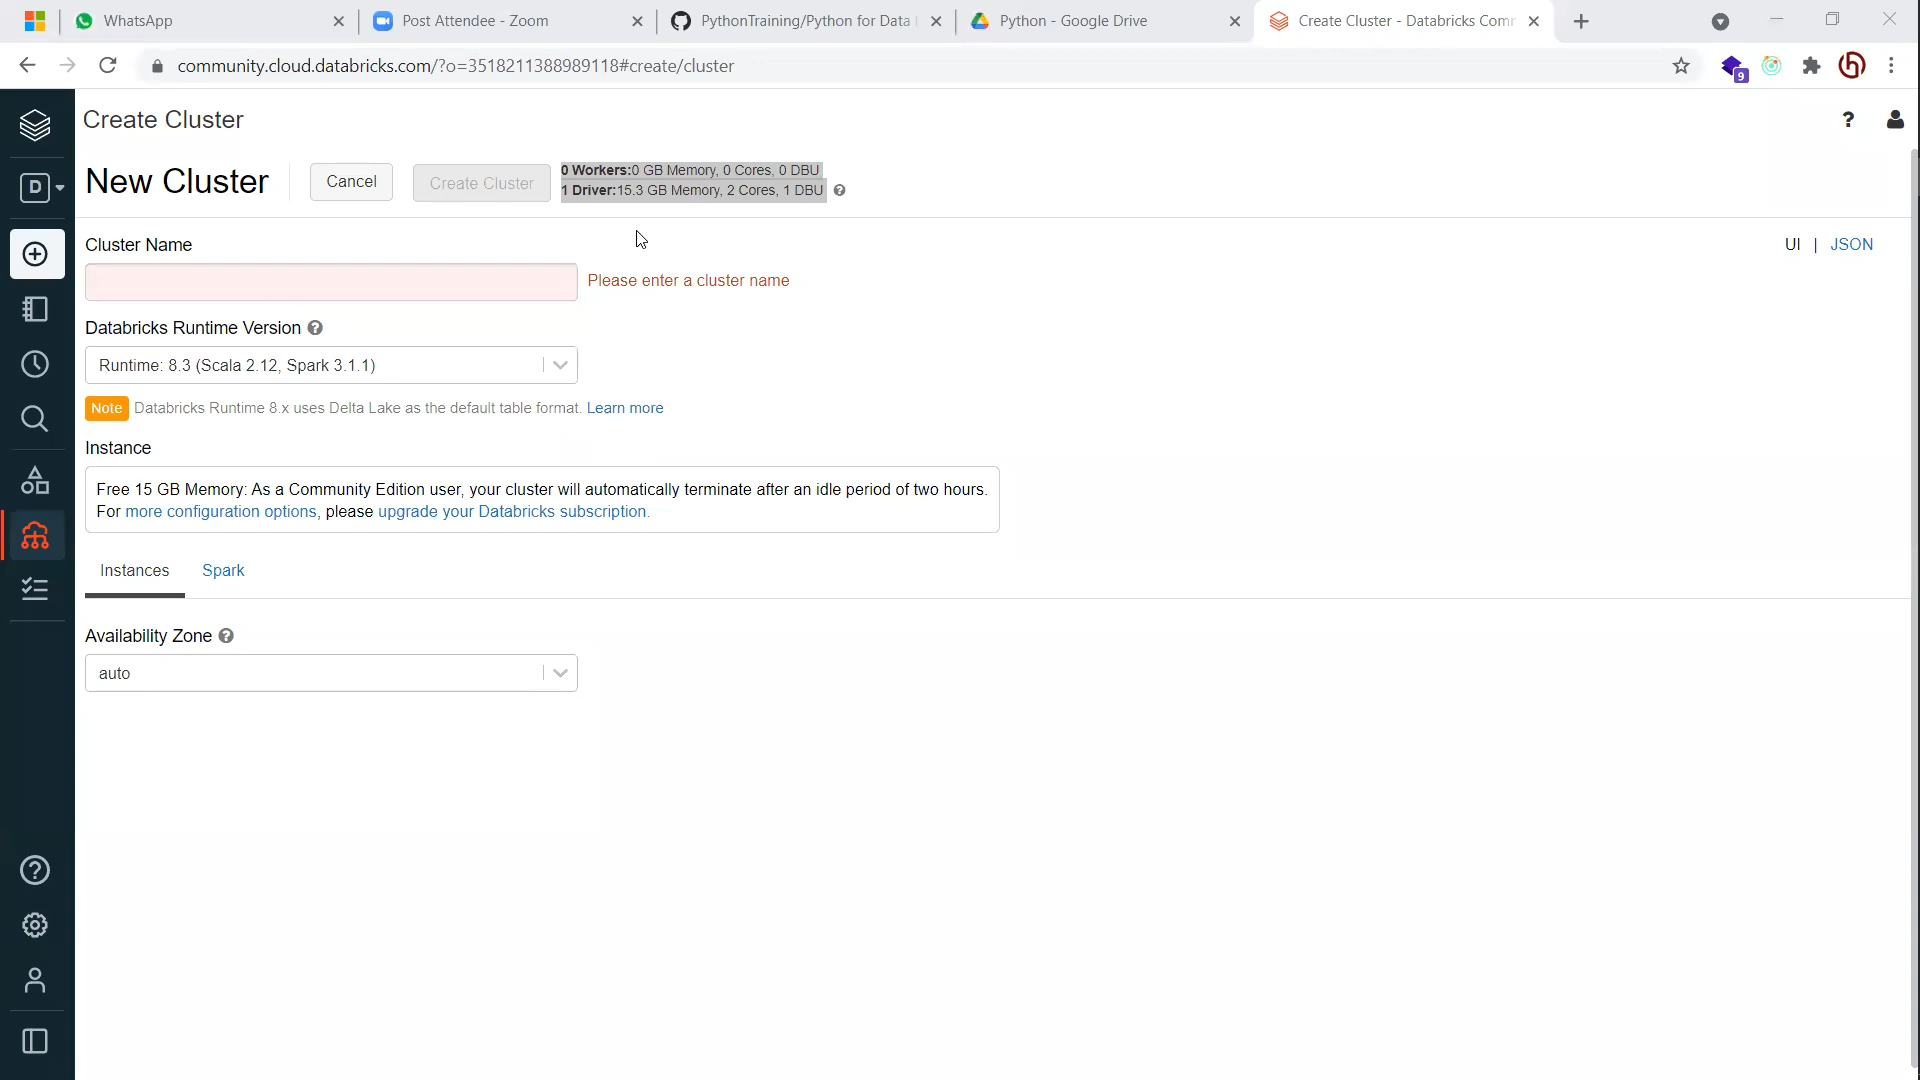 WhatsApp
Post Attendee - Zoom
PythonTraining/Python for Data
Python - Google Drive
Create Cluster - Databricks Com
community.cloud.databricks.com/?o=3518211388989118#create/cluster
9
Create Cluster
?
D
New Cluster
Cancel
Create Cluster
0 Workers:0 GB Memory, 0 Cores, 0 DBU
1 Driver:15.3 GB Memory, 2 Cores, 1 DBU ?
Cluster Name
UI | JSON
Please enter a cluster name
Databricks Runtime Version ?
Runtime: 8.3 (Scala 2.12, Spark 3.1.1)
Note Databricks Runtime 8.x uses Delta Lake as the default table format. Learn more
Instance
Free 15 GB Memory: As a Community Edition user, your cluster will automatically terminate after an idle period of two hours.
For more configuration options, please upgrade your Databricks subscription.
Instances
Spark
Availability Zone ?
auto
?